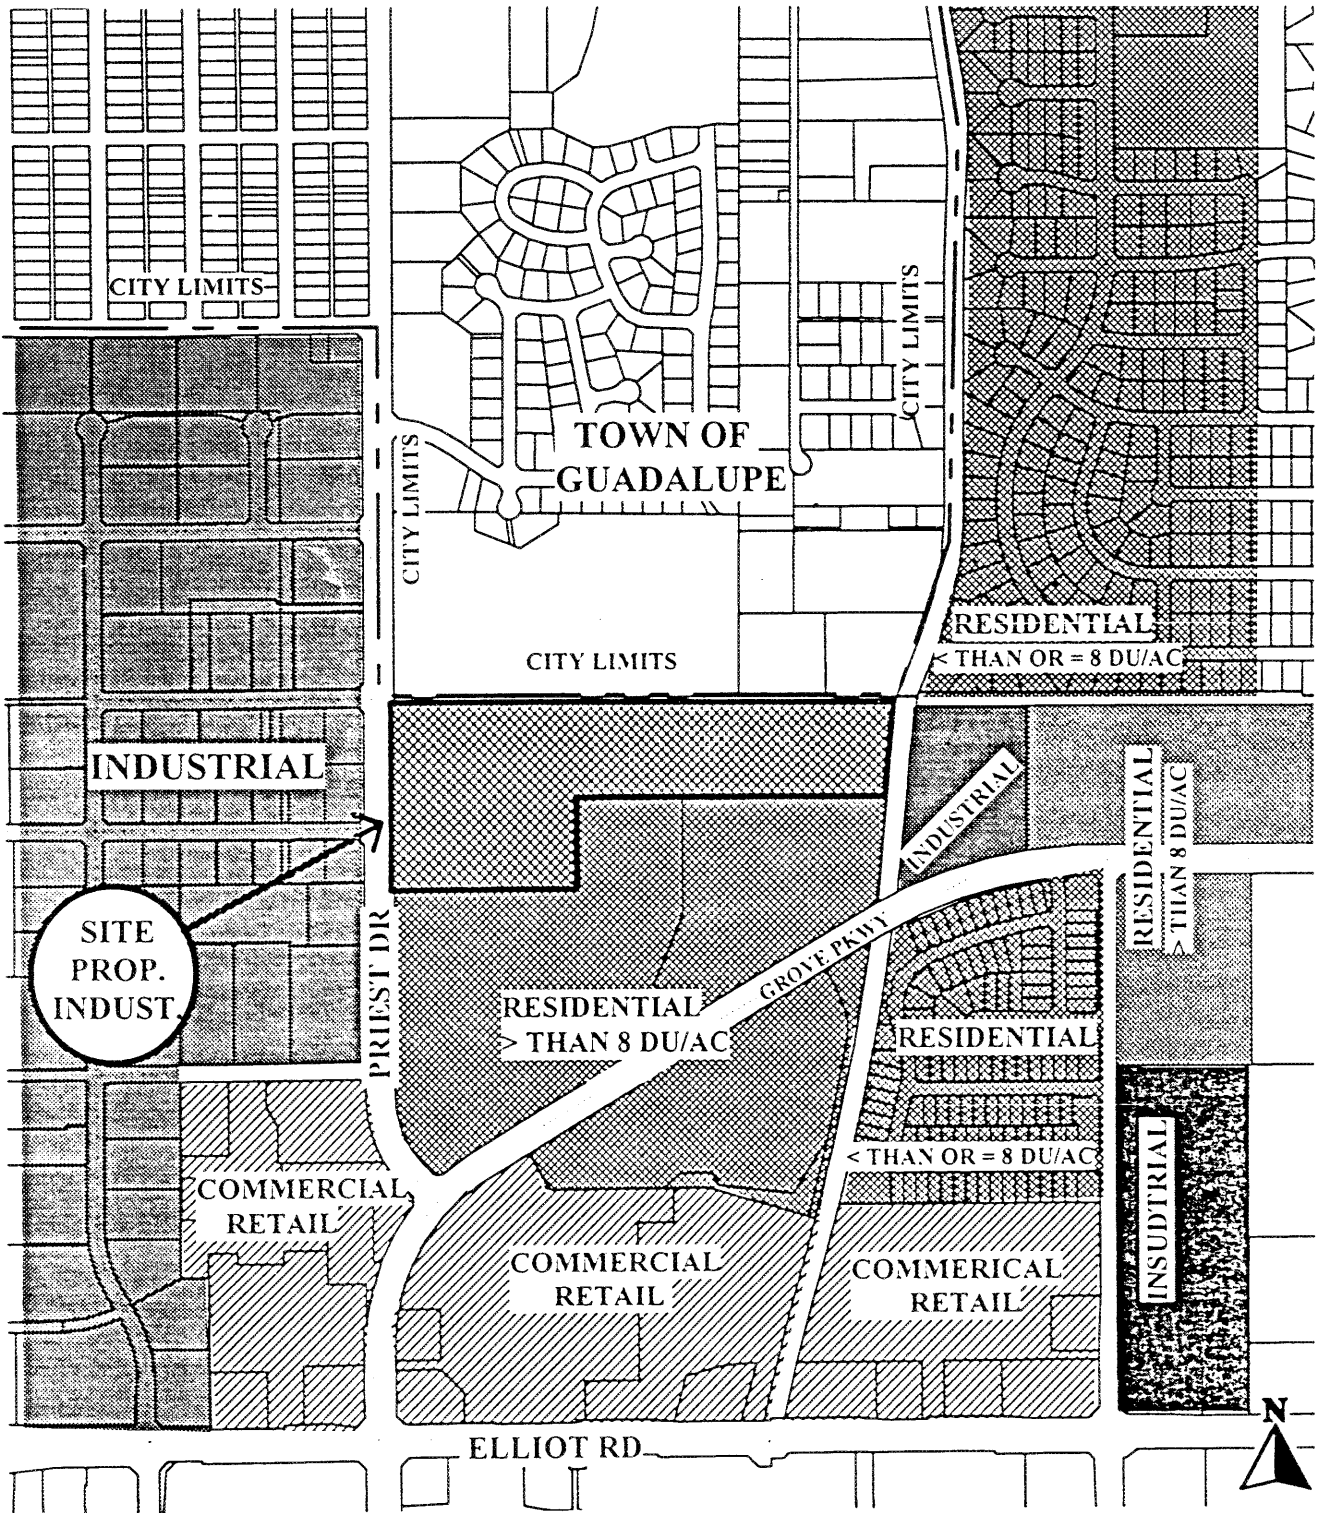 CITY LIMITS
CITY LIMITS
CITY LIMITS
TOWN OF
GUADALUPE
CITY LIMITS
RESIDENTIAL
< THAN OR = 8 DU/AC
INDUSTRIAL
INDUSTRIAL
RESIDENTIAL
> THAN 8 DU/AC
SITE
PROP.
INDUST.
PRIEST DR
GROVE PKWY
RESIDENTIAL
> THAN 8 DU/AC
RESIDENTIAL
< THAN OR = 8 DU/AC
INSUDTRIAL
COMMERCIAL
RETAIL
COMMERCIAL
RETAIL
COMMERICAL
RETAIL
N
ELLIOT RD